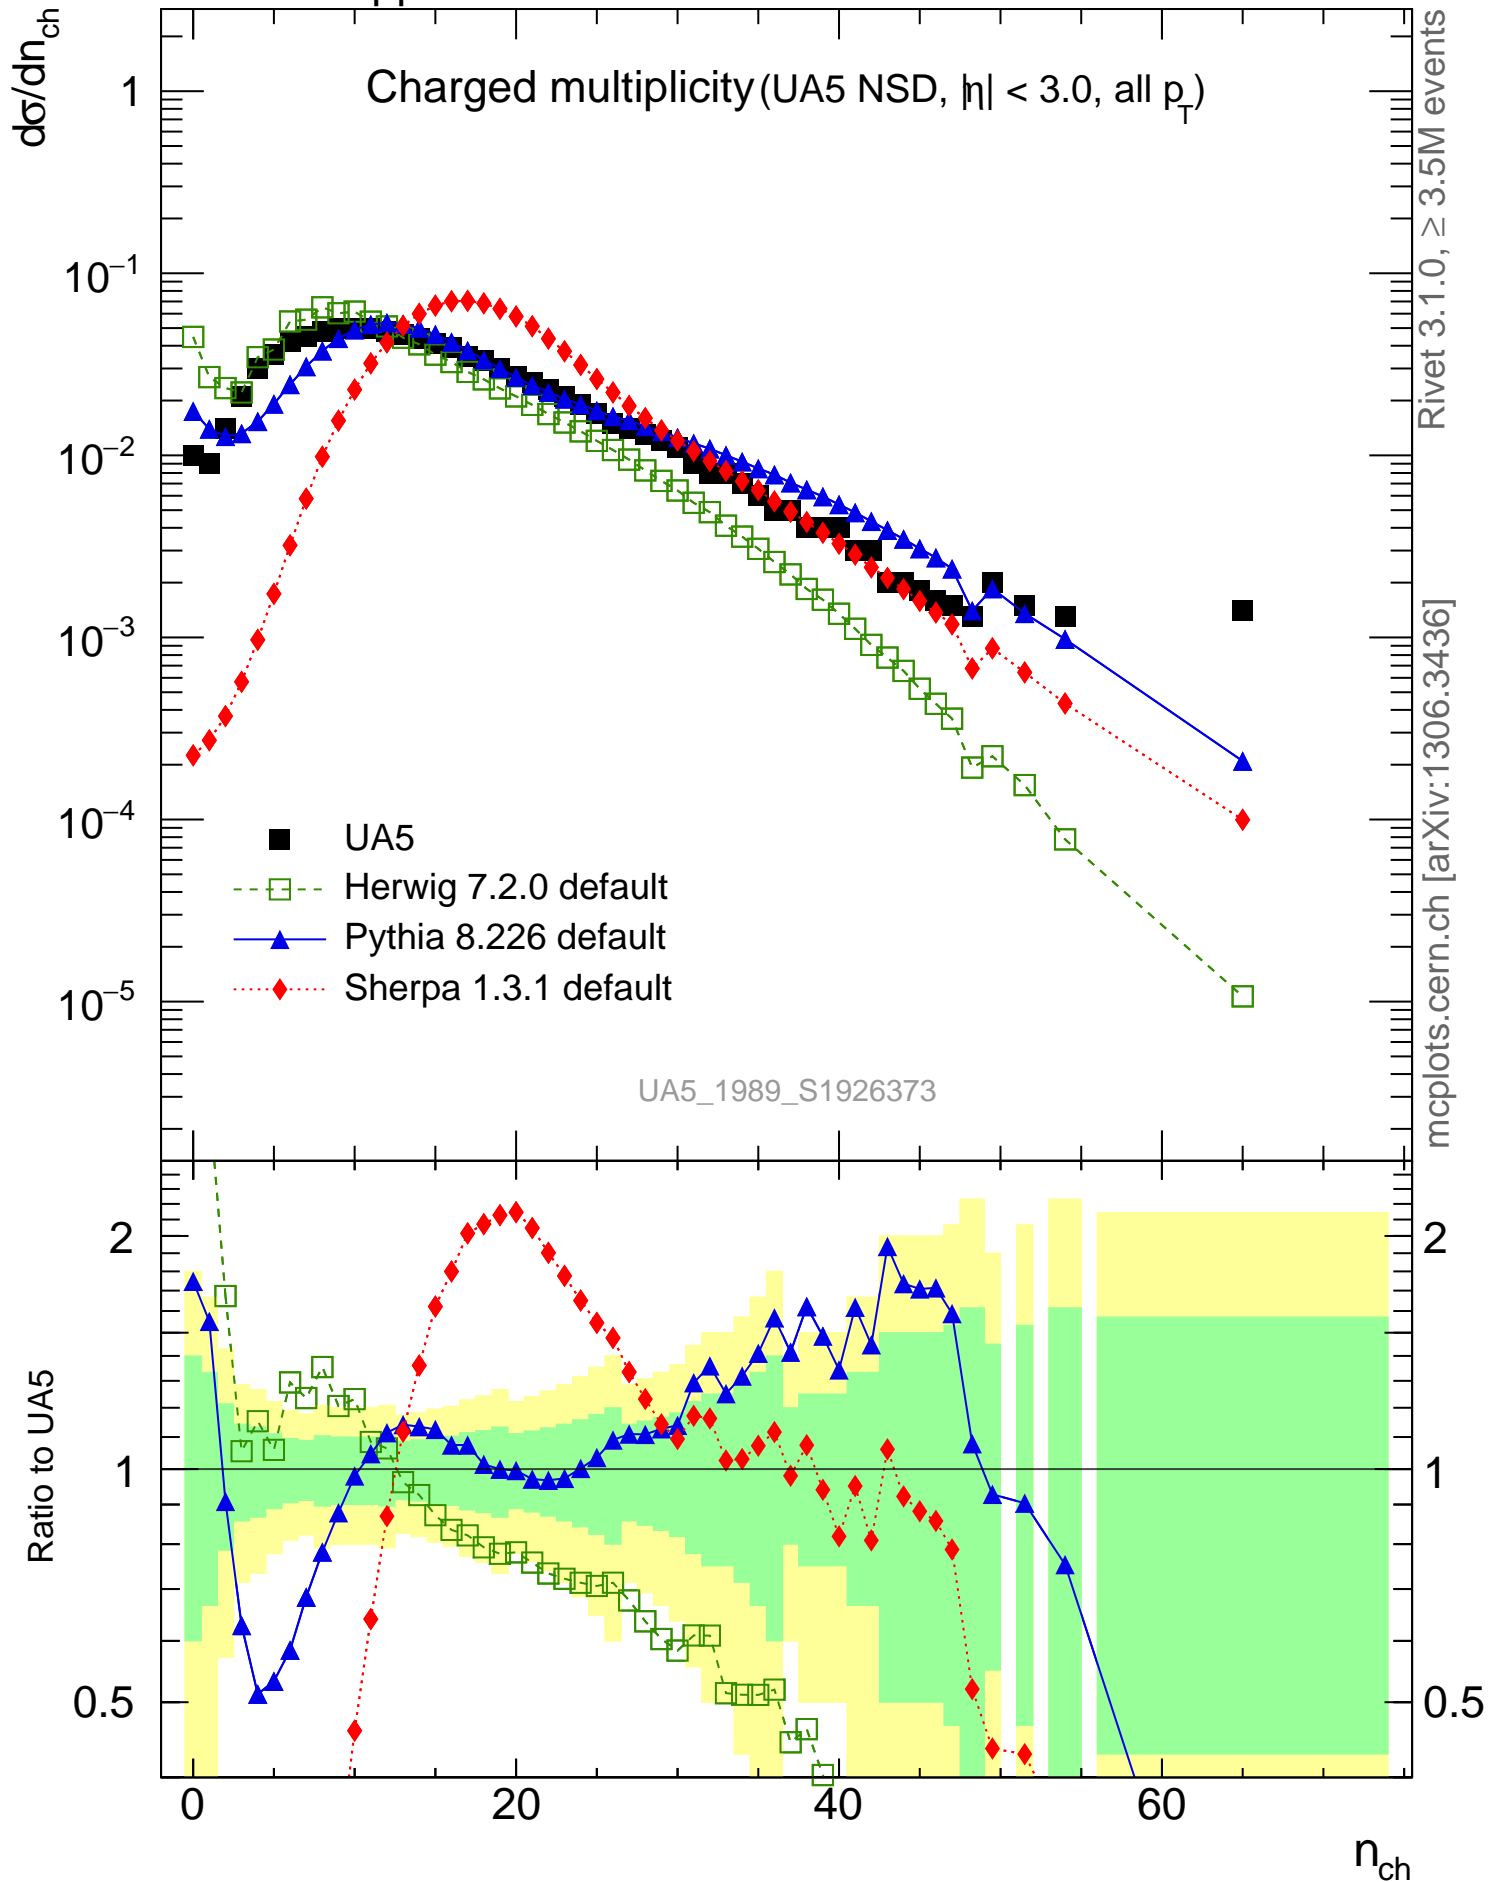 dσ/dn_ch
Charged multiplicity (UA5 NSD, |η| < 3.0, all p_T)
1
10^−1
10^−2
10^−3
10^−4
10^−5
UA5
Herwig 7.2.0 default
Pythia 8.226 default
Sherpa 1.3.1 default
UA5_1989_S1926373
Rivet 3.1.0, ≥ 3.5M events
mcplots.cern.ch [arXiv:1306.3436]
Ratio to UA5
2
1
0.5
2
1
0.5
0 20 40 60
n_ch